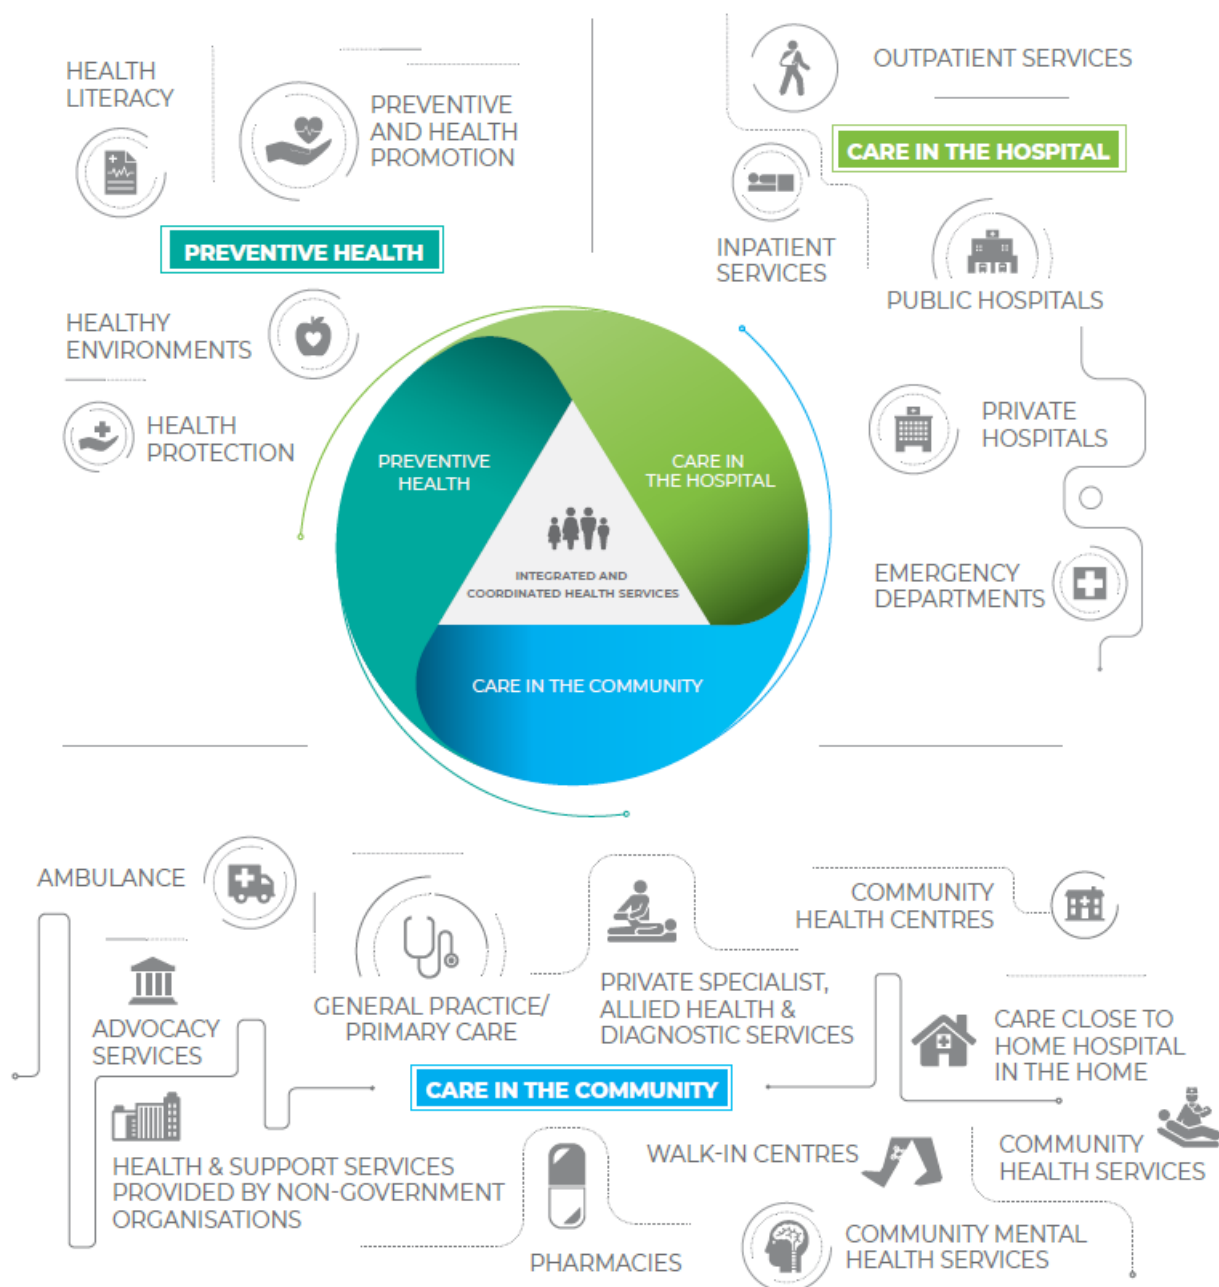 HEALTH
LITERACY
PREVENTIVE
AND HEALTH
PROMOTION
PREVENTIVE HEALTH
HEALTHY
ENVIRONMENTS
HEALTH
PROTECTION
OUTPATIENT SERVICES
CARE IN THE HOSPITAL
INPATIENT
SERVICES
PUBLIC HOSPITALS
PRIVATE
HOSPITALS
EMERGENCY
DEPARTMENTS
PREVENTIVE
HEALTH
CARE IN
THE HOSPITAL
INTEGRATED AND
COORDINATED HEALTH SERVICES
CARE IN THE COMMUNITY
AMBULANCE
ADVOCACY
SERVICES
GENERAL PRACTICE/
PRIMARY CARE
PRIVATE SPECIALIST,
ALLIED HEALTH &
DIAGNOSTIC SERVICES
COMMUNITY
HEALTH CENTRES
CARE CLOSE TO
HOME HOSPITAL
IN THE HOME
CARE IN THE COMMUNITY
HEALTH & SUPPORT SERVICES
PROVIDED BY NON-GOVERNMENT
ORGANISATIONS
PHARMACIES
WALK-IN CENTRES
COMMUNITY
HEALTH SERVICES
COMMUNITY MENTAL
HEALTH SERVICES